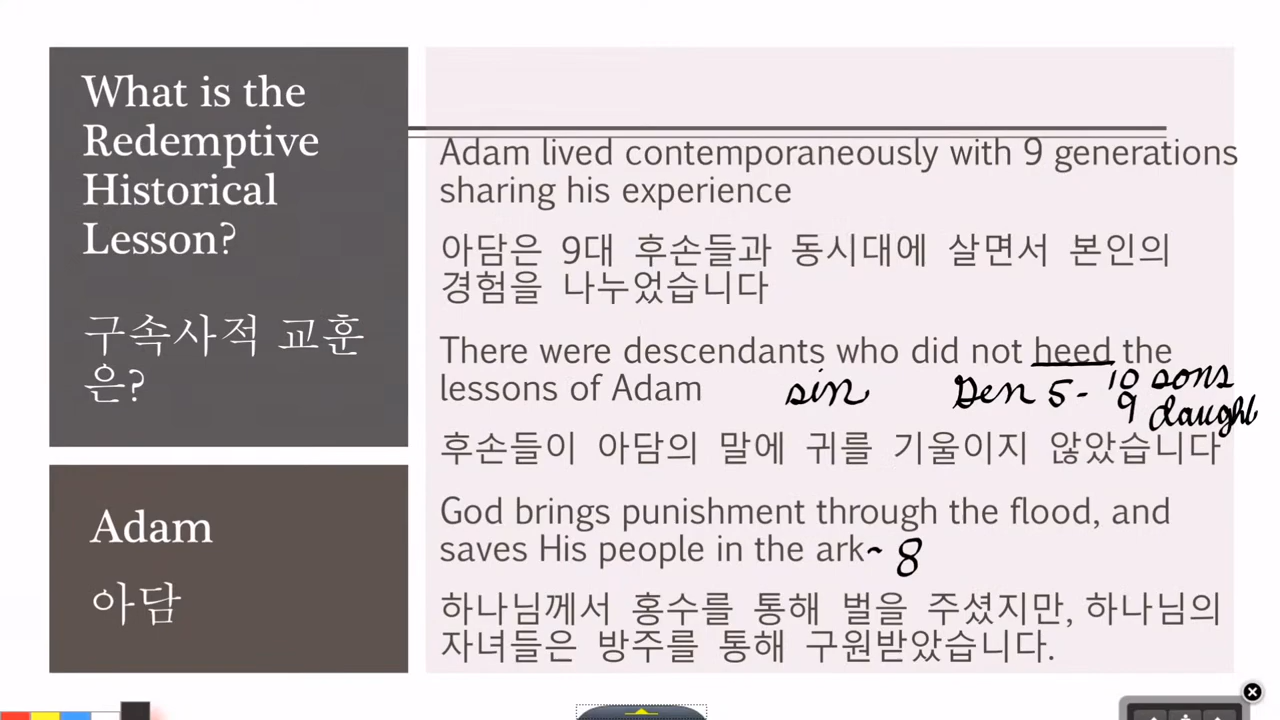 What is the
Redemptive
Historical
Lesson?
구속사적 교훈
은?
Adam
아담
Adam lived contemporaneously with 9 generations
sharing his experience
아담은 9대 후손들과 동시대에 살면서 본인의
경험을 나누었습니다
There were descendants who did not heed the
lessons of Adam sin Gen 5- 10 sons
9 daught
후손들이 아담의 말에 귀를 기울이지 않았습니다
God brings punishment through the flood, and
saves His people in the ark~ 8
하나님께서 홍수를 통해 벌을 주셨지만, 하나님의
자녀들은 방주를 통해 구원받았습니다.